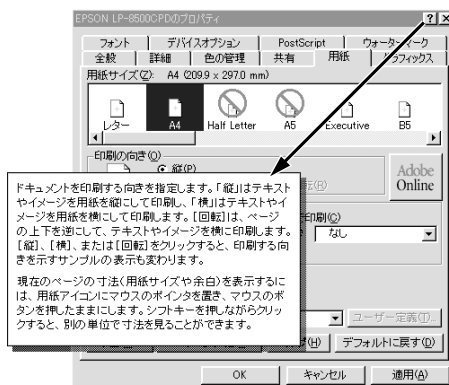 EPSON LP-8500CPDのプロパティ
? ×
フォント デバイスオプション PostScript ウォーターマーク
全般 詳細 色の管理 共有 用紙 グラフィックス
用紙サイズ(Z): A4 (209.9 x 297.0 mm)
レター A4 Half Letter A5 Executive B5
印刷の向き(O)
縦(P)
転(R)
Adobe
Online
ドキュメントを印刷する向きを指定します。「縦」はテキスト
やイメージを用紙を縦にして印刷し、「横」はテキストやイ
メージを用紙を横にして印刷します。[回転]は、ページ
の上下を逆にして、テキストやイメージを横に印刷します。
[縦]、[横]、または[回転]をクリックすると、印刷する向
きを示すサンプルの表示も変わります。
印刷(C)
なし
現在のページの寸法(用紙サイズや余白)を表示するに
は、用紙アイコンにマウスのポインタを置き、マウスのボ
タンを押したままにします。シフトキーを押しながらクリッ
クすると、別の単位で寸法を見ることができます。
ユーザー定義(T)...
(H) デフォルトに戻す(D)
OK キャンセル 適用(A)